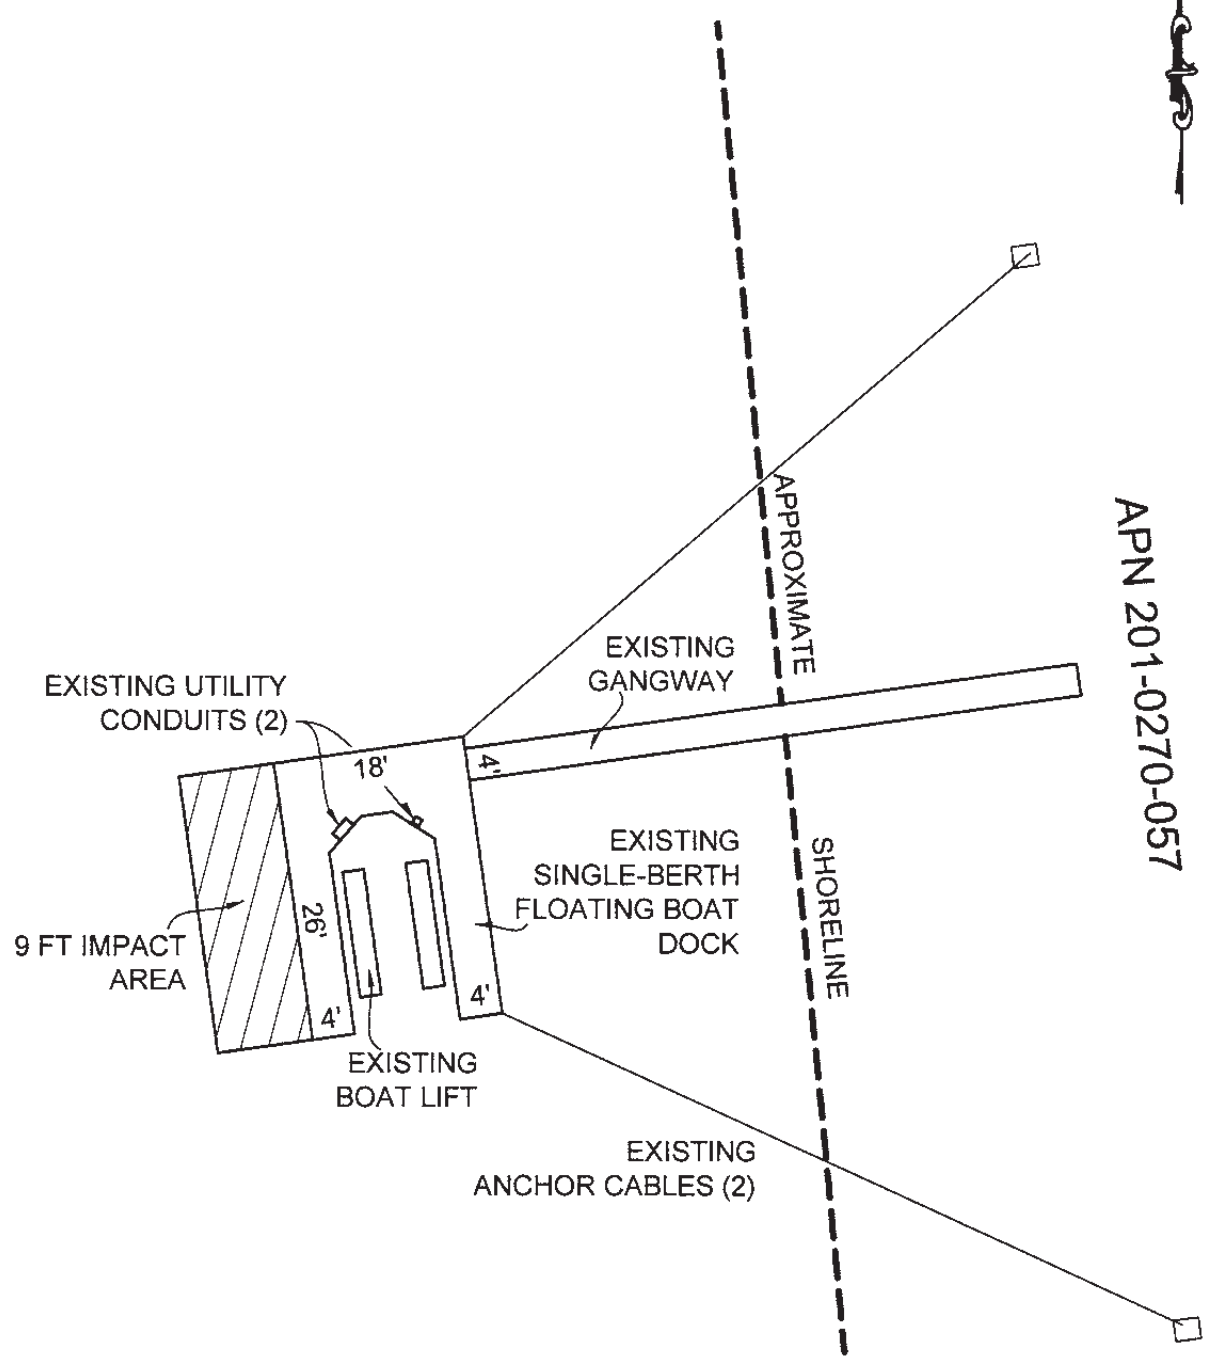 APN 201-0270-057
APPROXIMATE
SHORELINE
EXISTING
GANGWAY
EXISTING UTILITY
CONDUITS (2)
18'
4'
EXISTING
SINGLE-BERTH
FLOATING BOAT
DOCK
26'
9 FT IMPACT
AREA
4'
4'
EXISTING
BOAT LIFT
EXISTING
ANCHOR CABLES (2)